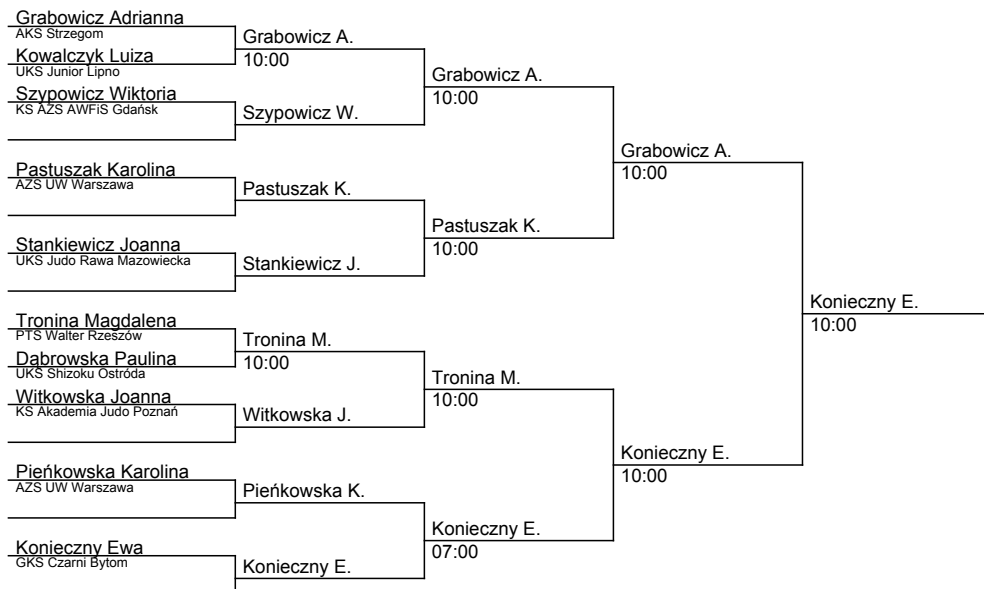 Grabowicz Adrianna
AKS Strzegom
Kowalczyk Luiza
UKS Junior Lipno
Szypowicz Wiktoria
KS AZS AWFiS Gdańsk
Pastuszak Karolina
AZS UW Warszawa
Stankiewicz Joanna
UKS Judo Rawa Mazowiecka
Tronina Magdalena
PTS Walter Rzeszów
Dąbrowska Paulina
UKS Shizoku Ostróda
Witkowska Joanna
KS Akademia Judo Poznań
Pieńkowska Karolina
AZS UW Warszawa
Konieczny Ewa
GKS Czarni Bytom
Grabowicz A.
10:00
Szypowicz W.
Pastuszak K.
Stankiewicz J.
Tronina M.
10:00
Witkowska J.
Pieńkowska K.
Konieczny E.
Grabowicz A.
10:00
Pastuszak K.
10:00
Tronina M.
10:00
Konieczny E.
07:00
Grabowicz A.
10:00
Konieczny E.
10:00
Konieczny E.
10:00